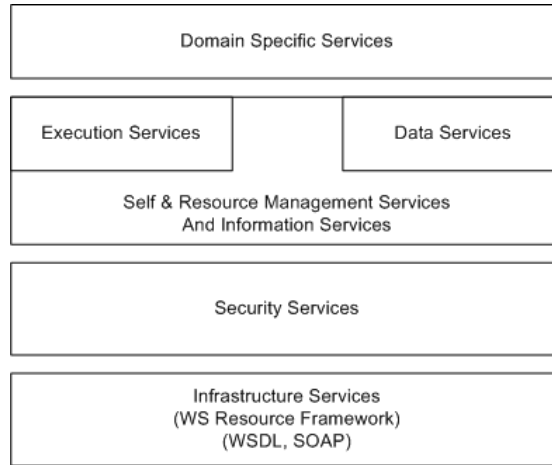 Domain Specific Services
Execution Services
Data Services
Self & Resource Management Services
And Information Services
Security Services
Infrastructure Services
(WS Resource Framework)
(WSDL, SOAP)